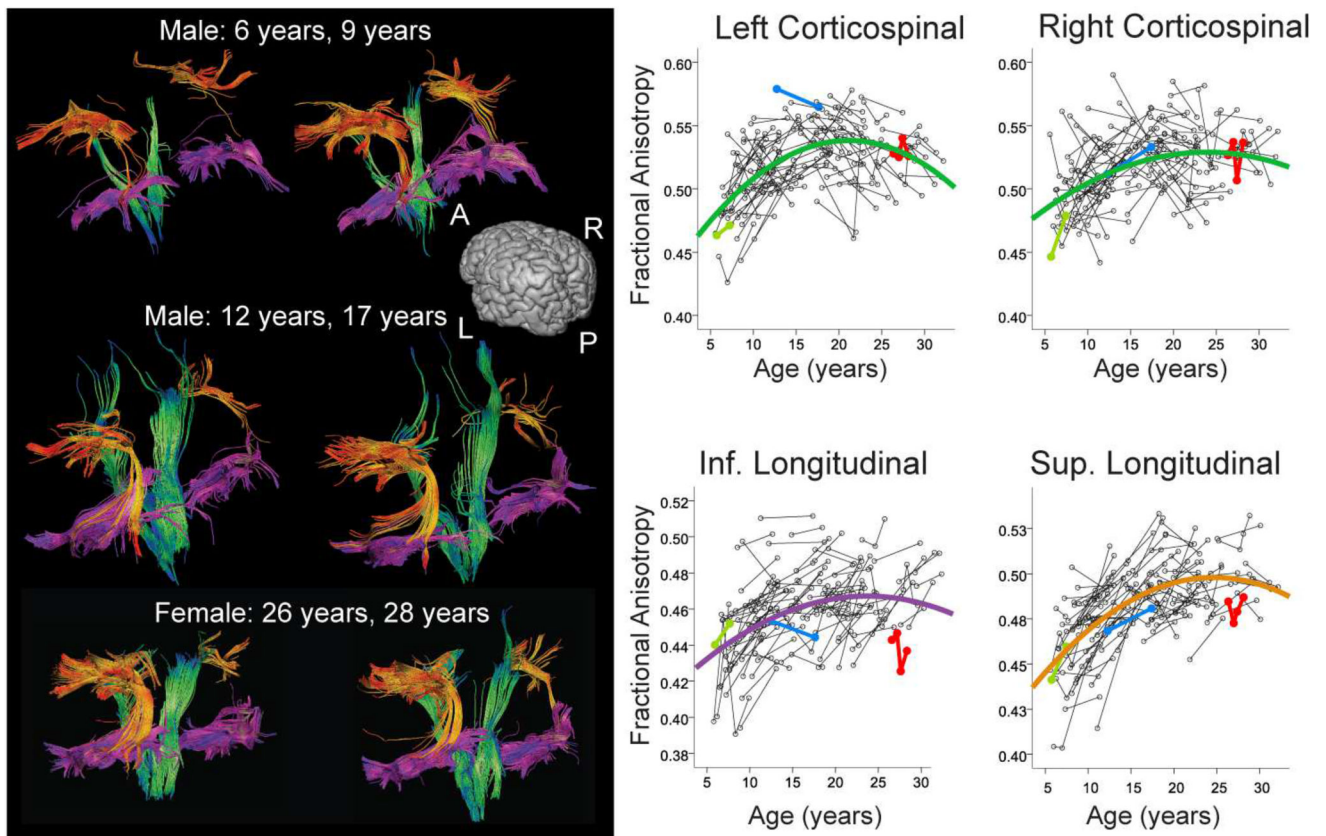 Male: 6 years, 9 years
A
R
L
P
Male: 12 years, 17 years
Female: 26 years, 28 years
Left Corticospinal
Fractional Anisotropy
0.60
0.55
0.50
0.45
0.40
5 10 15 20 25 30
Age (years)
Right Corticospinal
0.60
0.55
0.50
0.45
0.40
5 10 15 20 25 30
Age (years)
Inf. Longitudinal
Fractional Anisotropy
0.52
0.50
0.48
0.46
0.44
0.42
0.40
0.38
5 10 15 20 25 30
Age (years)
Sup. Longitudinal
0.53
0.50
0.48
0.45
0.43
0.40
5 10 15 20 25 30
Age (years)